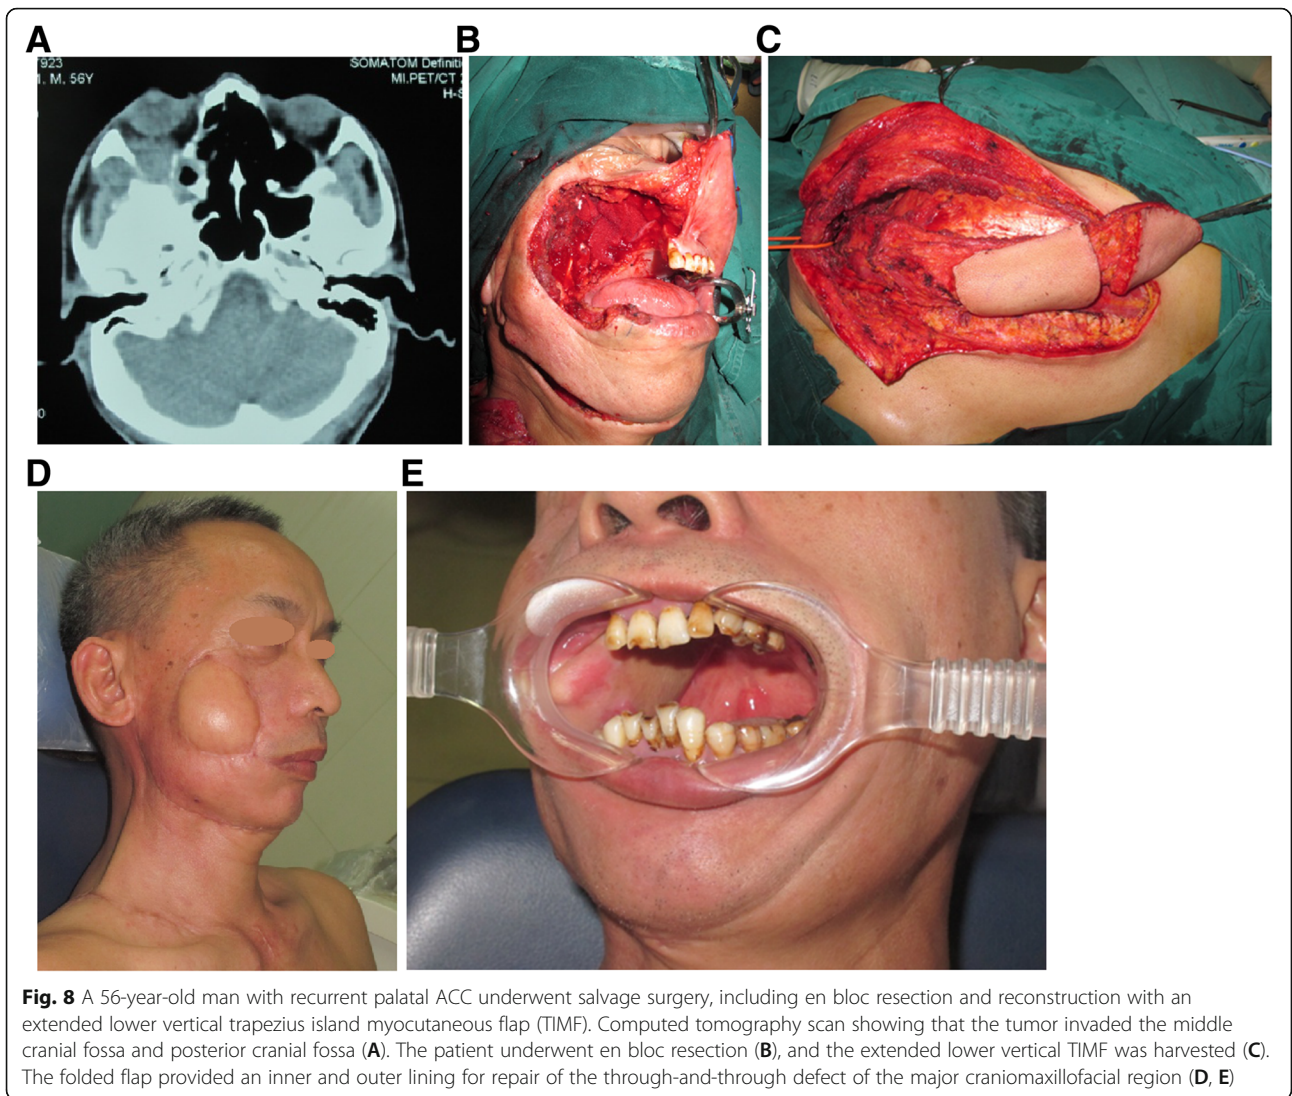 A
B
C
923
1. M. 56Y
SOMATOM Definiti
MI.PET/CT
H-S
0
D
E
Fig. 8 A 56-year-old man with recurrent palatal ACC underwent salvage surgery, including en bloc resection and reconstruction with an
extended lower vertical trapezius island myocutaneous flap (TIMF). Computed tomography scan showing that the tumor invaded the middle
cranial fossa and posterior cranial fossa (A). The patient underwent en bloc resection (B), and the extended lower vertical TIMF was harvested (C).
The folded flap provided an inner and outer lining for repair of the through-and-through defect of the major craniomaxillofacial region (D, E)